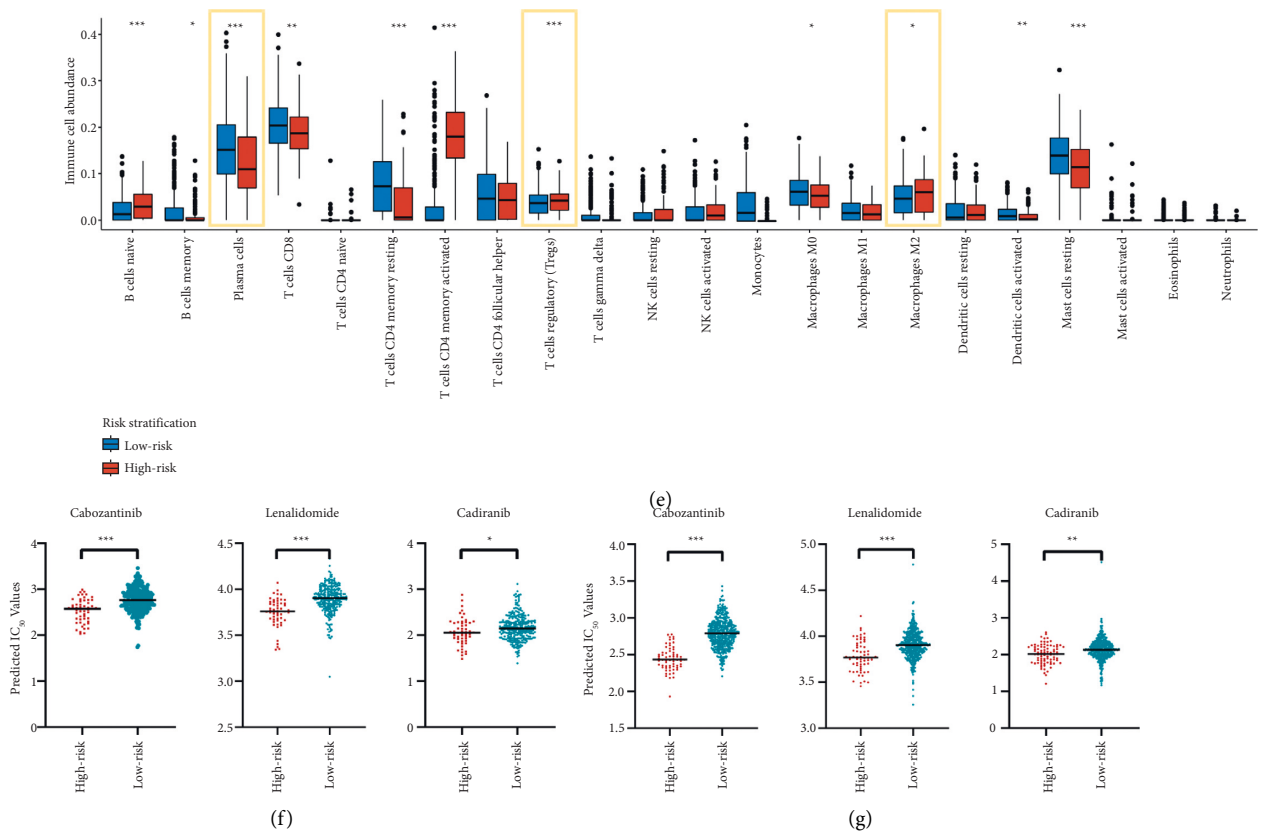 *** * *** ** *** *** *** * * ** ***
Immune cell abundance
0.4
0.3
0.2
0.1
0.0
B cells naive
B cells memory
Plasma cells
T cells CD8
T cells CD4 naive
T cells CD4 memory resting
T cells CD4 memory activated
T cells CD4 follicular helper
T cells regulatory (Tregs)
T cells gamma delta
NK cells resting
NK cells activated
Monocytes
Macrophages M0
Macrophages M1
Macrophages M2
Dendritic cells resting
Dendritic cells activated
Mast cells resting
Mast cells activated
Eosinophils
Neutrophils
Risk stratification
Low-risk
High-risk
(e)
Cabozantinib
***
Predicted IC50 Values
4
3
2
1
0
High-risk
Low-risk
Lenalidomide
***
4.5
4.0
3.5
3.0
2.5
High-risk
Low-risk
Cadiranib
*
4
3
2
1
0
High-risk
Low-risk
(f)
Cabozantinib
***
Predicted IC50 Values
4.0
3.5
3.0
2.5
2.0
1.5
High-risk
Low-risk
Lenalidomide
***
5.0
4.5
4.0
3.5
3.0
High-risk
Low-risk
Cadiranib
**
5
4
3
2
1
0
High-risk
Low-risk
(g)